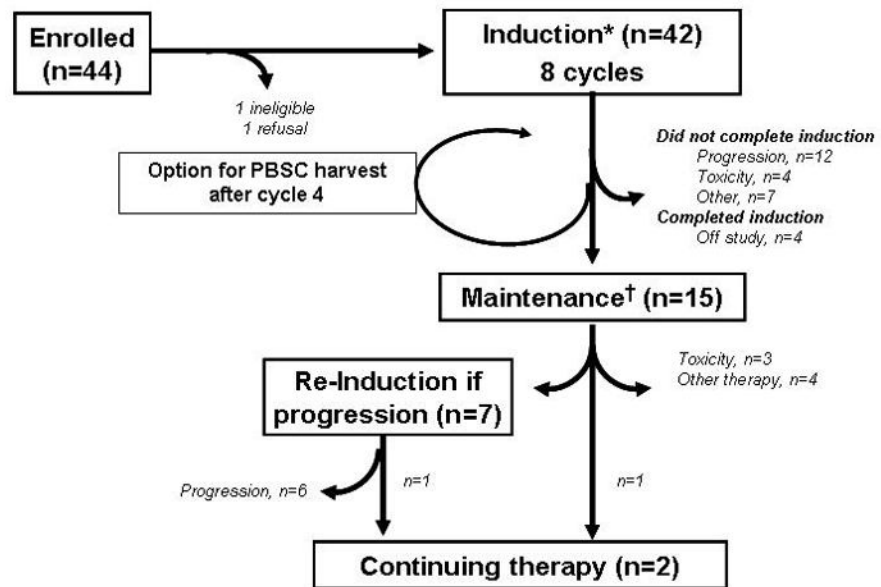 Enrolled
(n=44)
Induction* (n=42)
8 cycles
1 ineligible
1 refusal
Option for PBSC harvest
after cycle 4
Did not complete induction
Progression, n=12
Toxicity, n=4
Other, n=7
Completed induction
Off study, n=4
Maintenance† (n=15)
Toxicity, n=3
Other therapy, n=4
Re-Induction if
progression (n=7)
Progression, n=6
n=1
n=1
Continuing therapy (n=2)